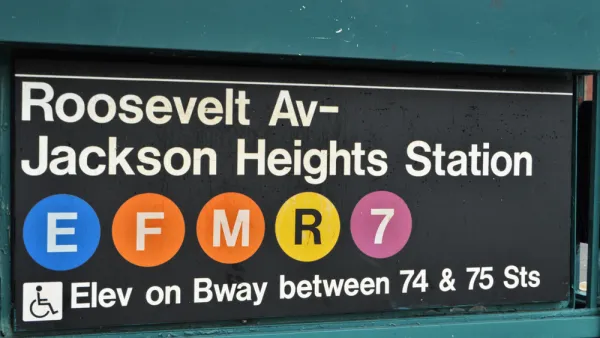 Roosevelt Av-
Jackson Heights Station
E F M R 7
Elev on Bway between 74 & 75 Sts